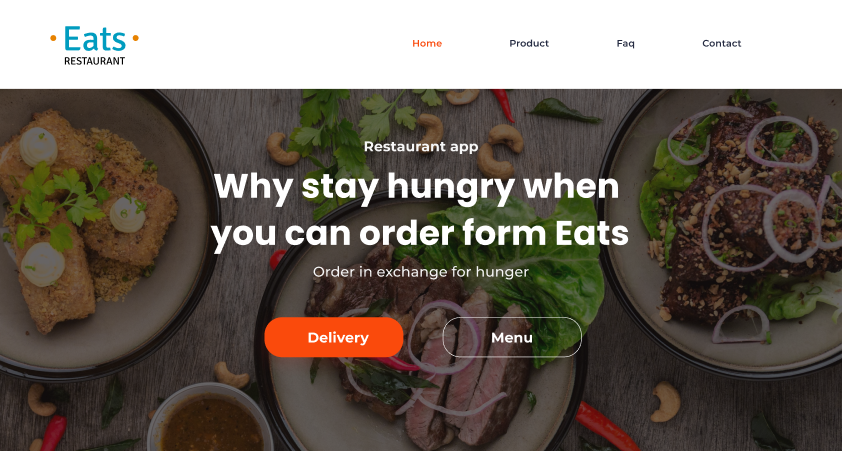 Eats
RESTAURANT
Home Product Faq Contact
Restaurant app
Why stay hungry when
you can order form Eats
Order in exchange for hunger
Delivery Menu